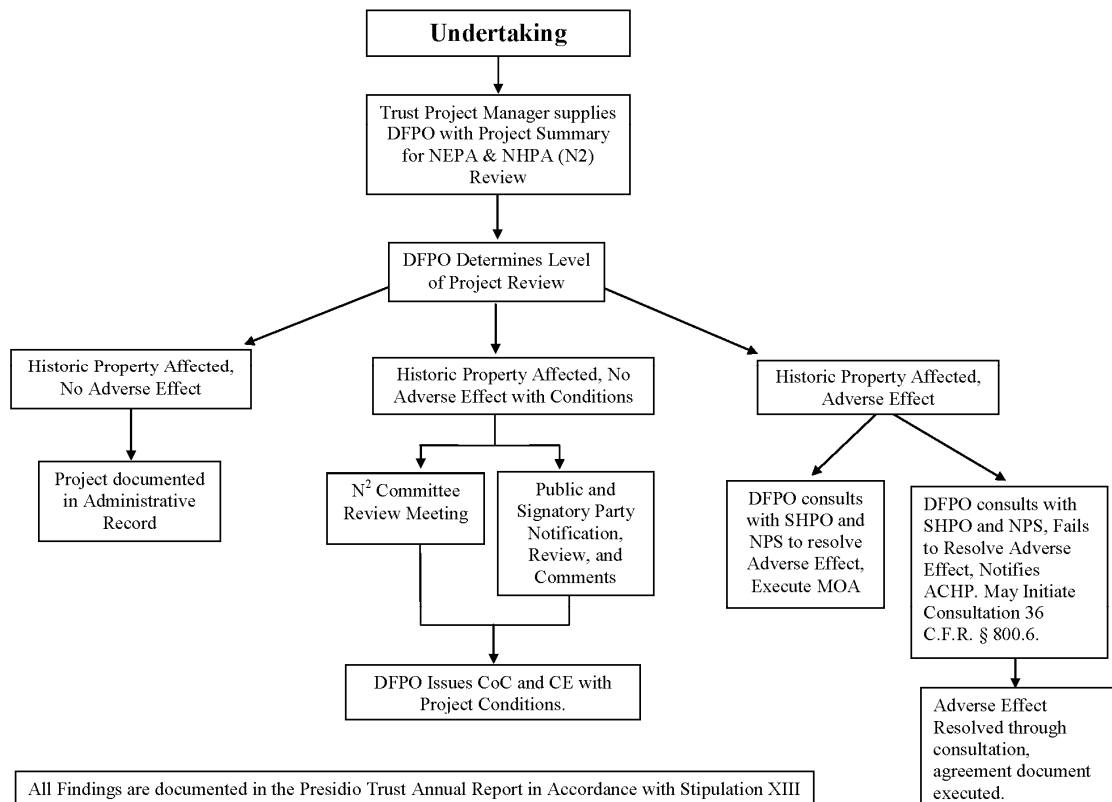 Undertaking
Trust Project Manager supplies
DFPO with Project Summary
for NEPA & NHPA (N2)
Review
DFPO Determines Level
of Project Review
Historic Property Affected,
No Adverse Effect
Historic Property Affected, No
Adverse Effect with Conditions
Historic Property Affected,
Adverse Effect
Project documented
in Administrative
Record
N² Committee
Review Meeting
Public and
Signatory Party
Notification,
Review, and
Comments
DFPO consults
with SHPO and
NPS to resolve
Adverse Effect,
Execute MOA
DFPO consults with
SHPO and NPS, Fails
to Resolve Adverse
Effect, Notifies
ACHP. May Initiate
Consultation 36
C.F.R. § 800.6.
DFPO Issues CoC and CE with
Project Conditions.
Adverse Effect
Resolved through
consultation,
agreement document
executed.
All Findings are documented in the Presidio Trust Annual Report in Accordance with Stipulation XIII